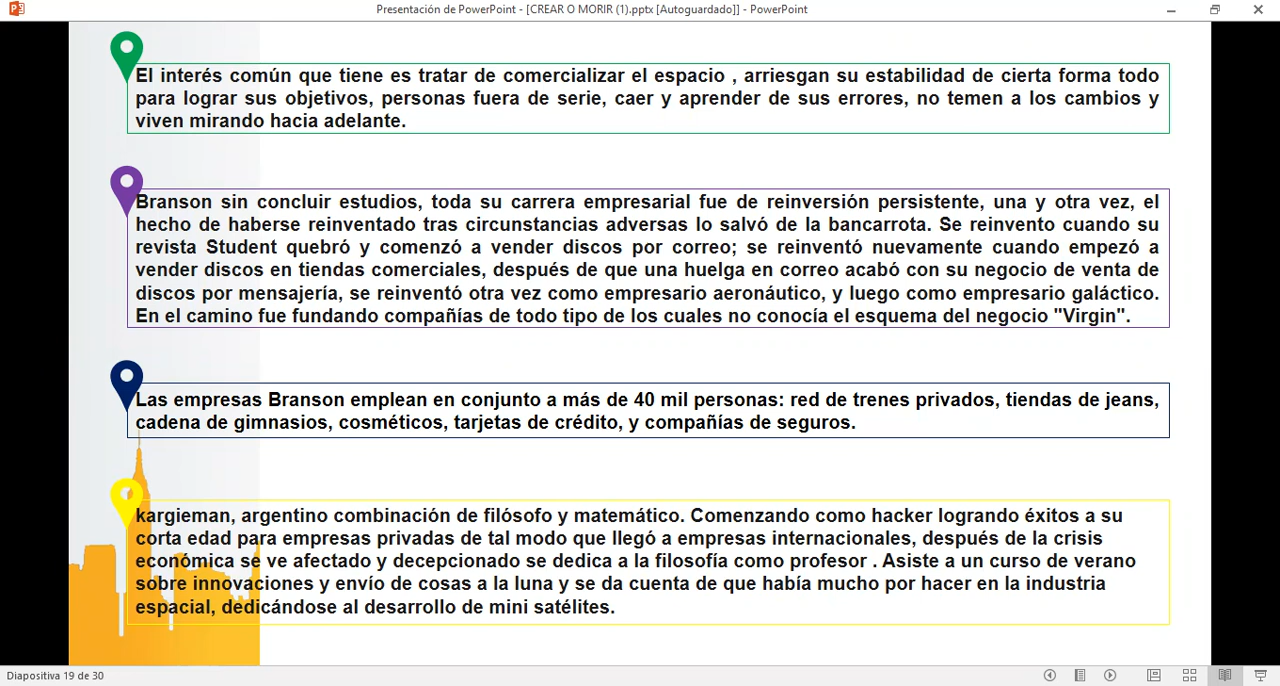 Presentación de PowerPoint - [CREAR O MORIR (1).pptx [Autoguardado]] - PowerPoint
El interés común que tiene es tratar de comercializar el espacio , arriesgan su estabilidad de cierta forma todo
para lograr sus objetivos, personas fuera de serie, caer y aprender de sus errores, no temen a los cambios y
viven mirando hacia adelante.
Branson sin concluir estudios, toda su carrera empresarial fue de reinversión persistente, una y otra vez, el
hecho de haberse reinventado tras circunstancias adversas lo salvó de la bancarrota. Se reinvento cuando su
revista Student quebró y comenzó a vender discos por correo; se reinventó nuevamente cuando empezó a
vender discos en tiendas comerciales, después de que una huelga en correo acabó con su negocio de venta de
discos por mensajería, se reinventó otra vez como empresario aeronáutico, y luego como empresario galáctico.
En el camino fue fundando compañías de todo tipo de los cuales no conocía el esquema del negocio "Virgin".
Las empresas Branson emplean en conjunto a más de 40 mil personas: red de trenes privados, tiendas de jeans,
cadena de gimnasios, cosméticos, tarjetas de crédito, y compañías de seguros.
kargieman, argentino combinación de filósofo y matemático. Comenzando como hacker logrando éxitos a su
corta edad para empresas privadas de tal modo que llegó a empresas internacionales, después de la crisis
económica se ve afectado y decepcionado se dedica a la filosofía como profesor . Asiste a un curso de verano
sobre innovaciones y envío de cosas a la luna y se da cuenta de que había mucho por hacer en la industria
espacial, dedicándose al desarrollo de mini satélites.
Diapositiva 19 de 30